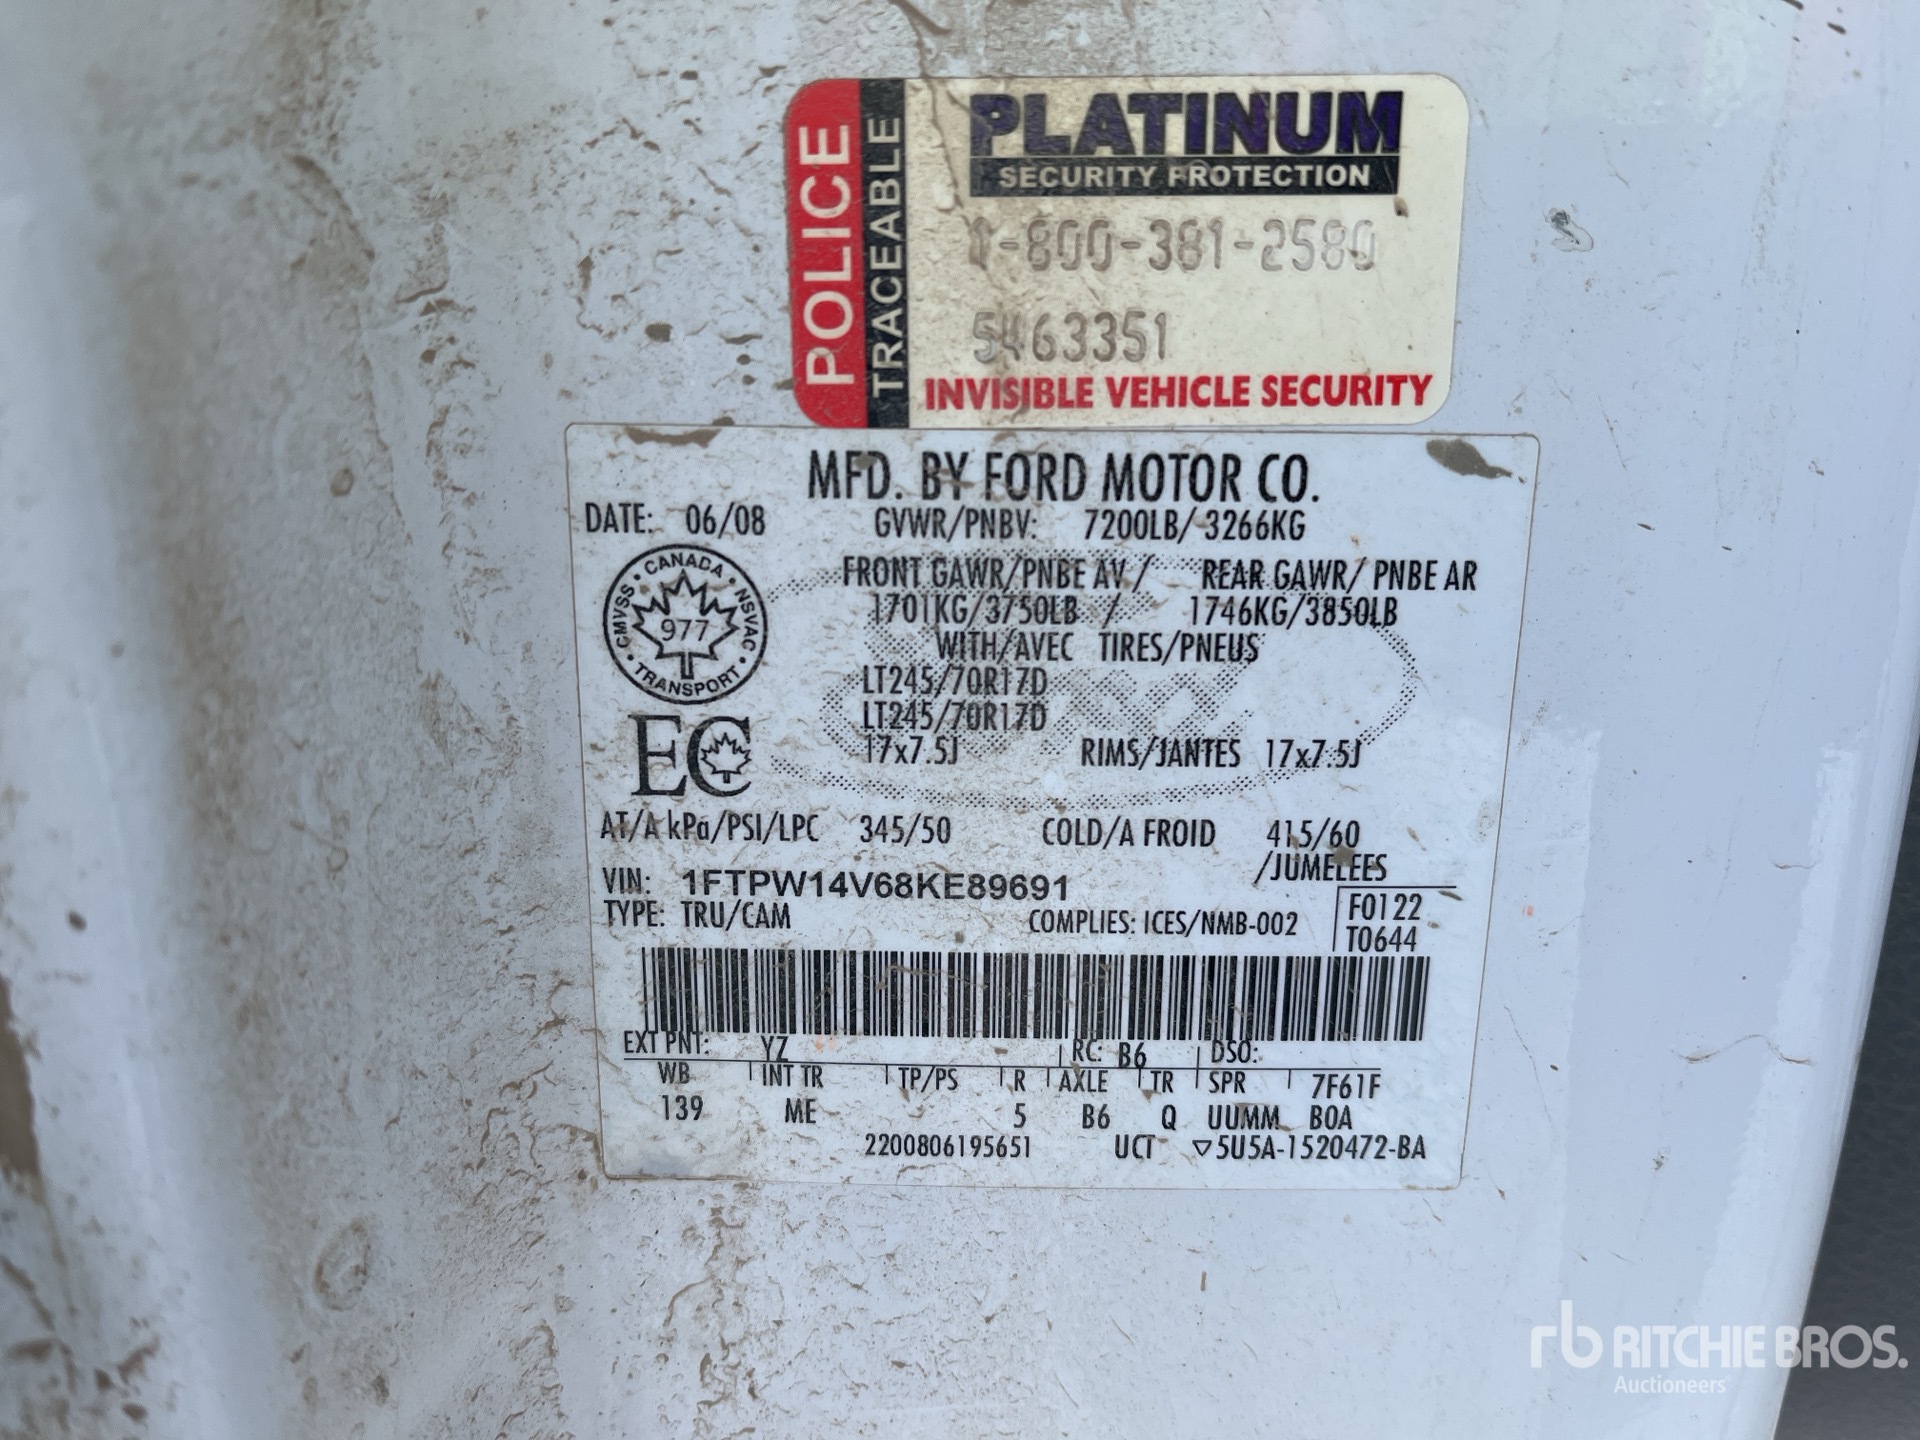 POLICE
TRACEABLE
PLATINUM
SECURITY PROTECTION
1-800-381-2580
5463351
INVISIBLE VEHICLE SECURITY
MFD. BY FORD MOTOR CO.
DATE: 06/08 GVWR/PNBV: 7200LB/ 3266KG
FRONT GAWR/PNBE AV / REAR GAWR/ PNBE AR
1701KG/3750LB / 1746KG/3850LB
WITH/AVEC TIRES/PNEUS
CMVSS • CANADA • NSVAC • TRANSPORT •
977
LT245/70R17D
LT245/70R17D
EC
17x7.5J RIMS/JANTES 17x7.5J
AT/A kPa/PSI/LPC 345/50 COLD/A FROID 415/60
/JUMELEES
VIN: 1FTPW14V68KE89691
TYPE: TRU/CAM COMPLIES: ICES/NMB-002
F0122
T0644
EXT PNT: YZ RC: B6 DSO:
WB INT TR TP/PS R AXLE TR SPR 7F61F
139 ME 5 B6 Q UUMM B0A
2200806195651 UCT ▽5U5A-1520472-BA
rb RITCHIE BROS.
Auctioneers